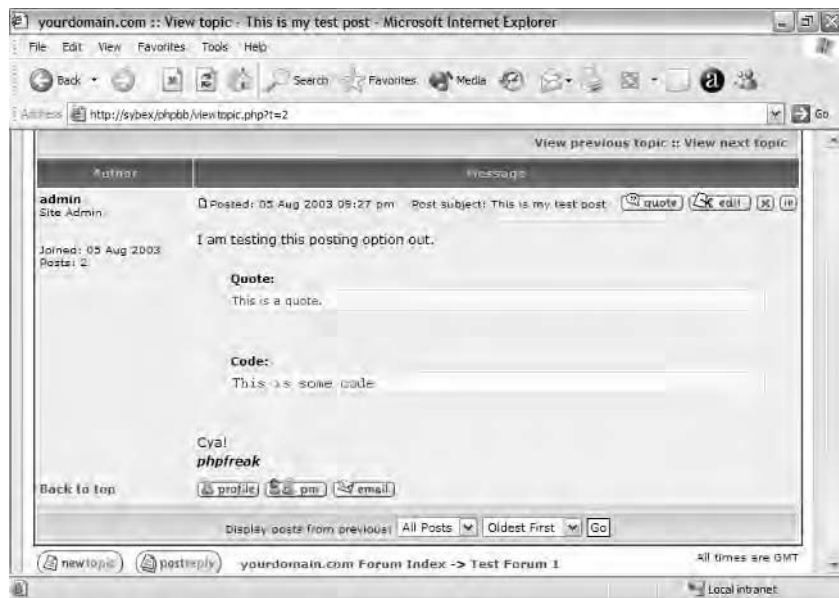 yourdomain.com :: View topic - This is my test post - Microsoft Internet Explorer
File Edit View Favorites Tools Help
Back Search Favorites Media
Address http://sybex/phpbb/viewtopic.php?t=2 Go
View previous topic :: View next topic
Author Message
admin
Site Admin
Joined: 05 Aug 2003
Posts: 2
Posted: 05 Aug 2003 09:27 pm Post subject: This is my test post quote edit X IP
I am testing this posting option out.
Quote:
This is a quote.
Code:
This is some code
Cya!
phpfreak
Back to top profile pm email
Display posts from previous: All Posts Oldest First Go
newtopic postreply yourdomain.com Forum Index -> Test Forum 1 All times are GMT
Local intranet